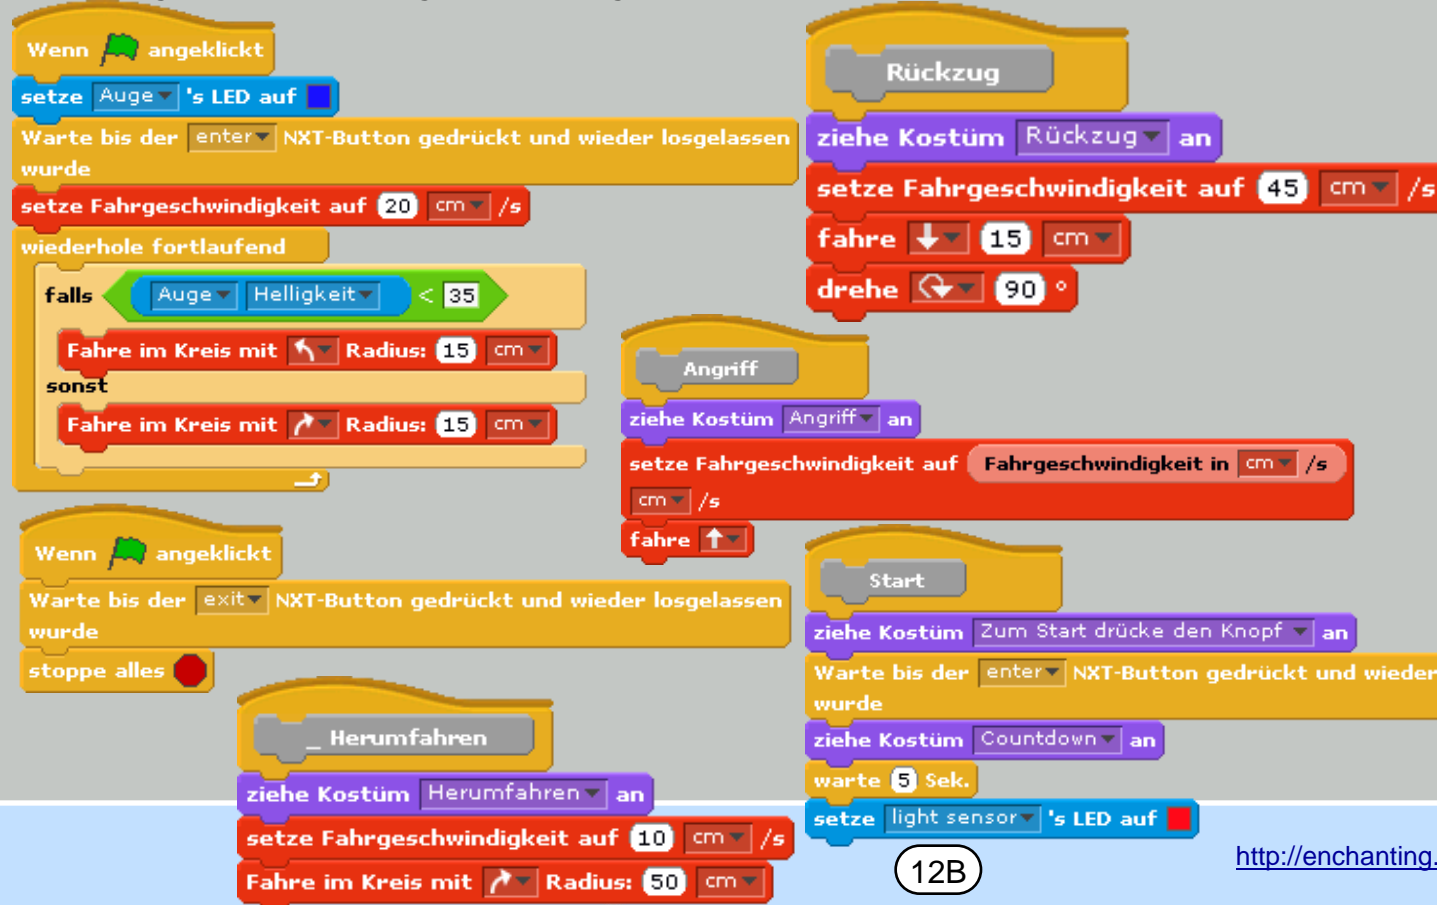 Wenn angeklickt
setze Auge 's LED auf
Warte bis der enter NXT-Button gedrückt und wieder losgelassen
wurde
setze Fahrgeschwindigkeit auf 20 cm /s
wiederhole fortlaufend
falls Auge Helligkeit < 35
Fahre im Kreis mit Radius: 15 cm
sonst
Fahre im Kreis mit Radius: 15 cm
Wenn angeklickt
Warte bis der exit NXT-Button gedrückt und wieder losgelassen
wurde
stoppe alles
_ Herumfahren
ziehe Kostüm Herumfahren an
setze Fahrgeschwindigkeit auf 10 cm /s
Fahre im Kreis mit Radius: 50 cm
Rückzug
ziehe Kostüm Rückzug an
setze Fahrgeschwindigkeit auf 45 cm /s
fahre 15 cm
drehe 90 °
Angriff
ziehe Kostüm Angriff an
setze Fahrgeschwindigkeit auf Fahrgeschwindigkeit in cm /s
cm /s
fahre
Start
ziehe Kostüm Zum Start drücke den Knopf an
Warte bis der enter NXT-Button gedrückt und wieder
wurde
ziehe Kostüm Countdown an
warte 5 Sek.
setze light sensor 's LED auf
12B
http://enchanting.